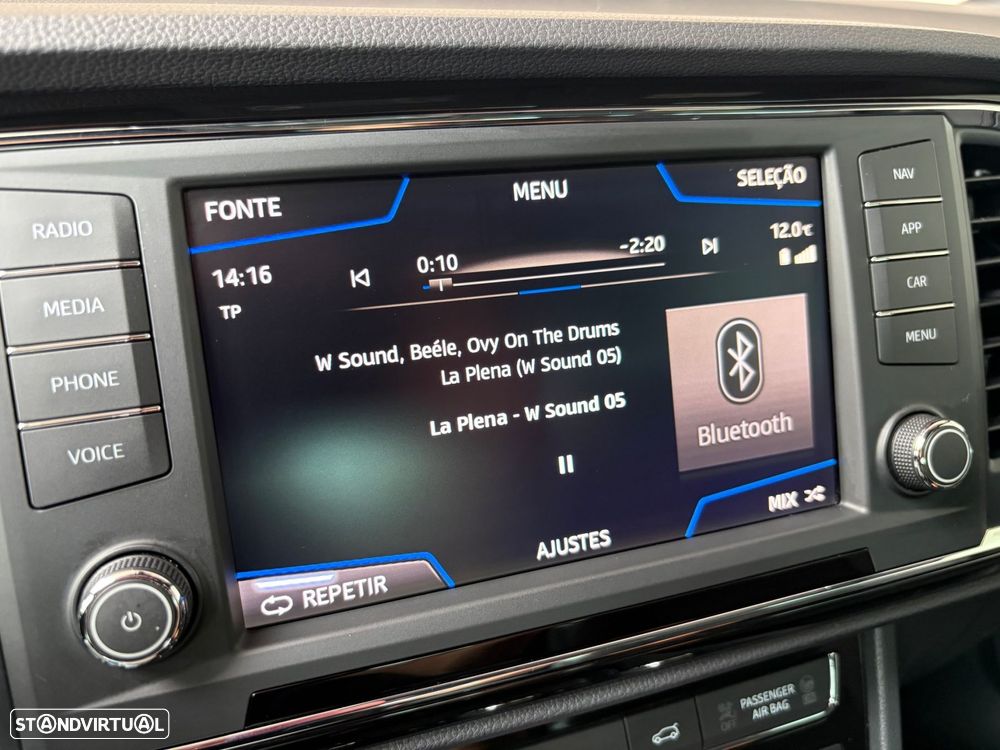 RADIO
MEDIA
PHONE
VOICE
FONTE
MENU
SELEÇÃO
14:16
TP
0:10
-2:20
12.0℃
W Sound, Beéle, Ovy On The Drums
La Plena (W Sound 05)
La Plena - W Sound 05
Bluetooth
REPETIR
AJUSTES
MIX
NAV
APP
CAR
MENU
PASSENGER
AIR BAG
STANDVIRTUAL